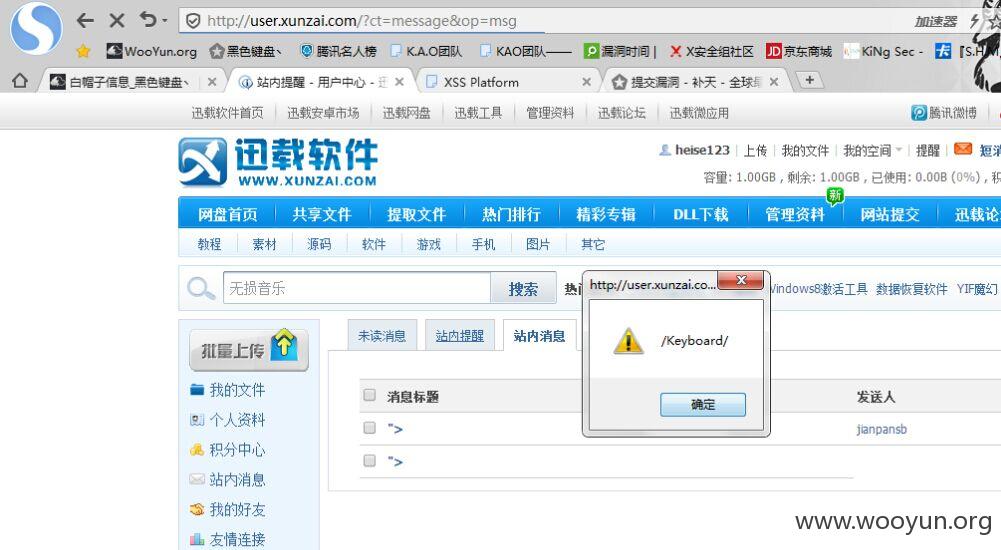 http://user.xunzai.com/?ct=message&op=msg
加速器
WooYun.org
黑色键盘丶
腾讯名人榜
K.A.O团队
KAO团队——
漏洞时间 |
X安全组社区
京东商城
KiNg Sec -
白帽子信息_黑色键盘丶
站内提醒 - 用户中心 - 迅
XSS Platform
提交漏洞 - 补天 - 全球
迅载软件首页
迅载安卓市场
迅载网盘
迅载工具
管理资料
迅载论坛
迅载微应用
腾讯微博
迅载软件
WWW.XUNZAI.COM
heise123 | 上传 | 我的文件 | 我的空间 | 提醒 短消
容量: 1.00GB , 剩余: 1.00GB , 已使用: 0.00B (0%) , 积
新
网盘首页
共享文件
提取文件
热门排行
精彩专辑
DLL下载
管理资料
网站提交
迅载论
教程
素材
源码
软件
游戏
手机
图片
其它
无损音乐
搜索
热门
Windows8激活工具
数据恢复软件
YIF魔幻
http://user.xunzai.co...
/Keyboard/
确定
批量上传
我的文件
个人资料
积分中心
站内消息
我的好友
友情连接
未读消息
站内提醒
站内消息
消息标题
发送人
">
jianpansb
">
www.wooyun.org